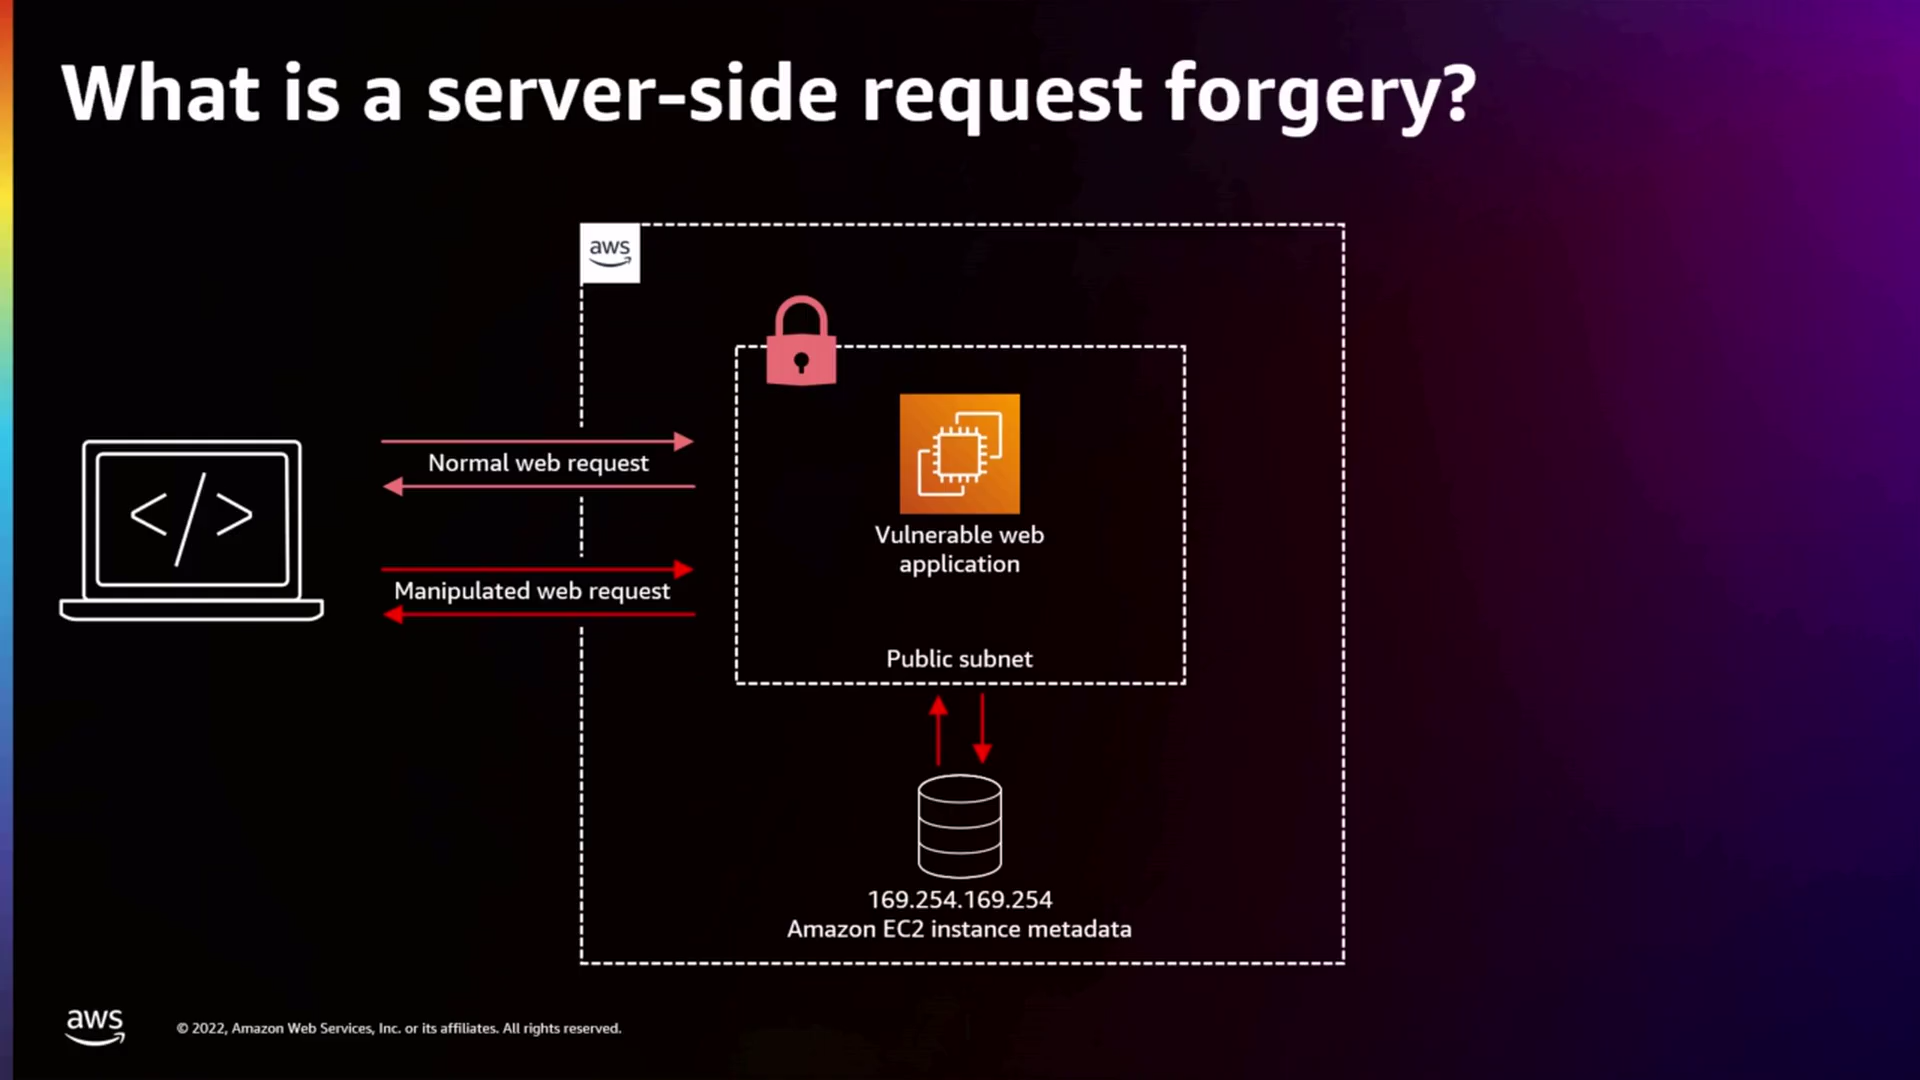 What is a server-side request forgery?
aws
Normal web request
Manipulated web request
</>
Vulnerable web
application
Public subnet
169.254.169.254
Amazon EC2 instance metadata
aws
© 2022, Amazon Web Services, Inc. or its affiliates. All rights reserved.